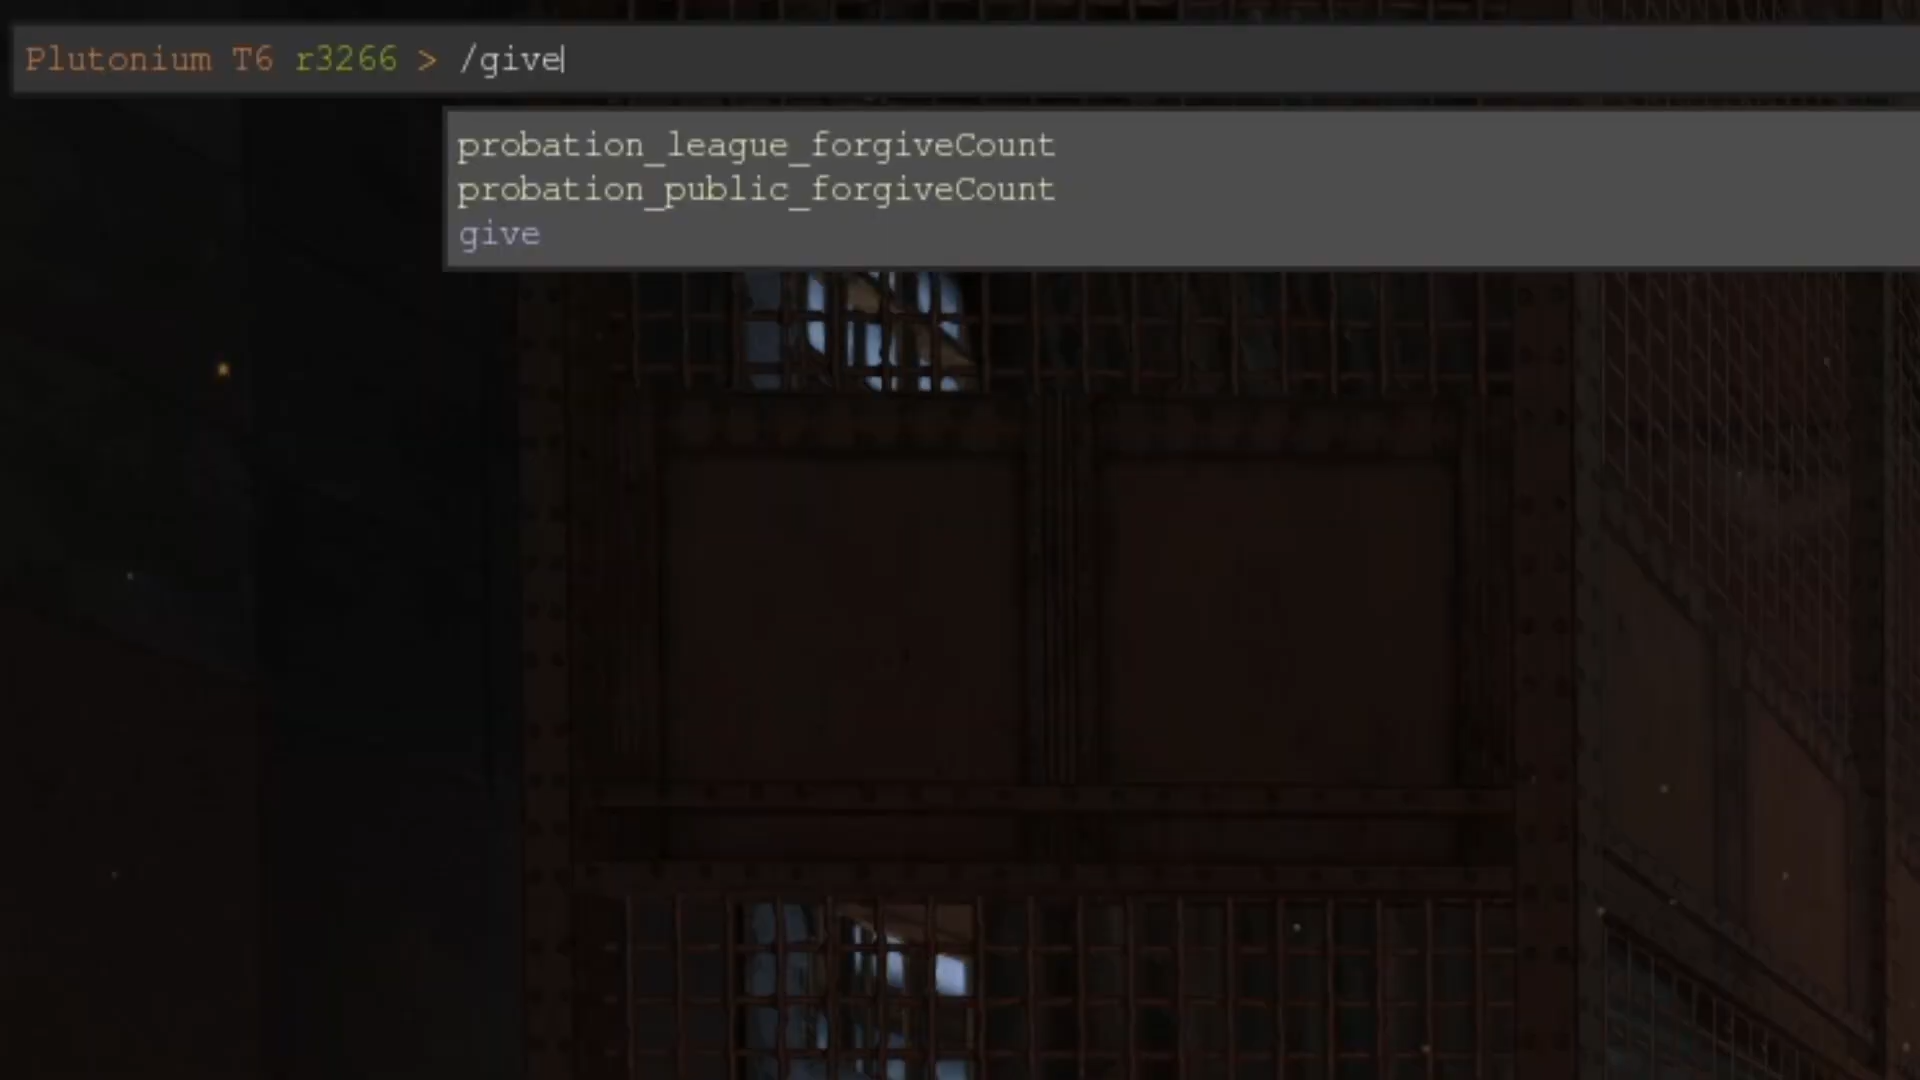 Plutonium T6 r3266 > /give
probation_league_forgiveCount
probation_public_forgiveCount
give